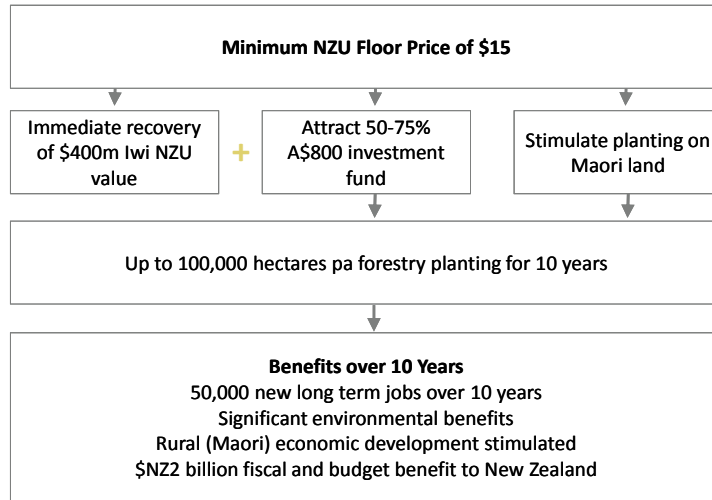 Minimum NZU Floor Price of $15
Immediate recovery
of $400m Iwi NZU
value
+
Attract 50-75%
A$800 investment
fund
Stimulate planting on
Maori land
Up to 100,000 hectares pa forestry planting for 10 years
Benefits over 10 Years
50,000 new long term jobs over 10 years
Significant environmental benefits
Rural (Maori) economic development stimulated
$NZ2 billion fiscal and budget benefit to New Zealand